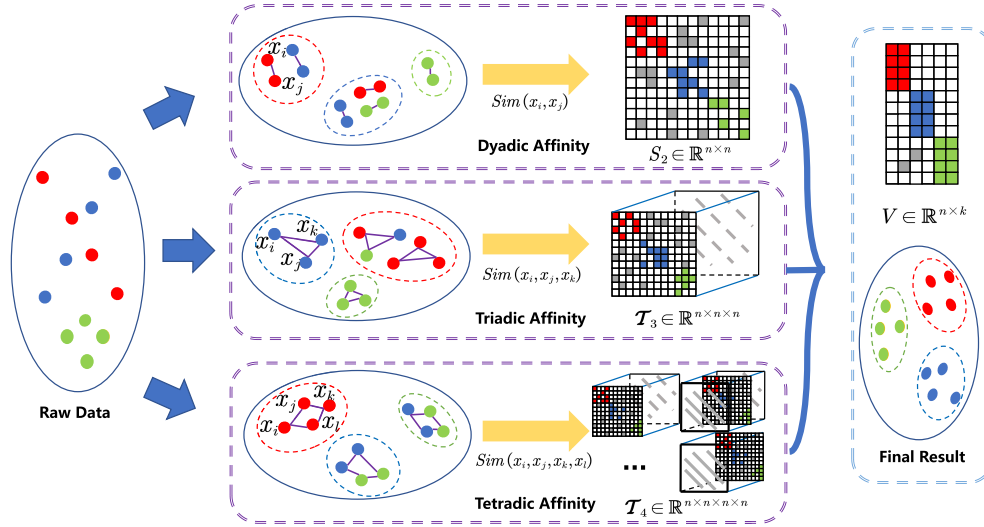 Raw Data
x_i
x_j
Sim(x_i,x_j)
Dyadic Affinity
S_2∈ℝ^{n×n}
x_i
x_k
x_j
Sim(x_i,x_j,x_k)
Triadic Affinity
𝓣_3∈ℝ^{n×n×n}
x_j
x_k
x_i
x_l
Sim(x_i,x_j,x_k,x_l)
...
Tetradic Affinity
𝓣_4∈ℝ^{n×n×n×n}
V∈ℝ^{n×k}
Final Result